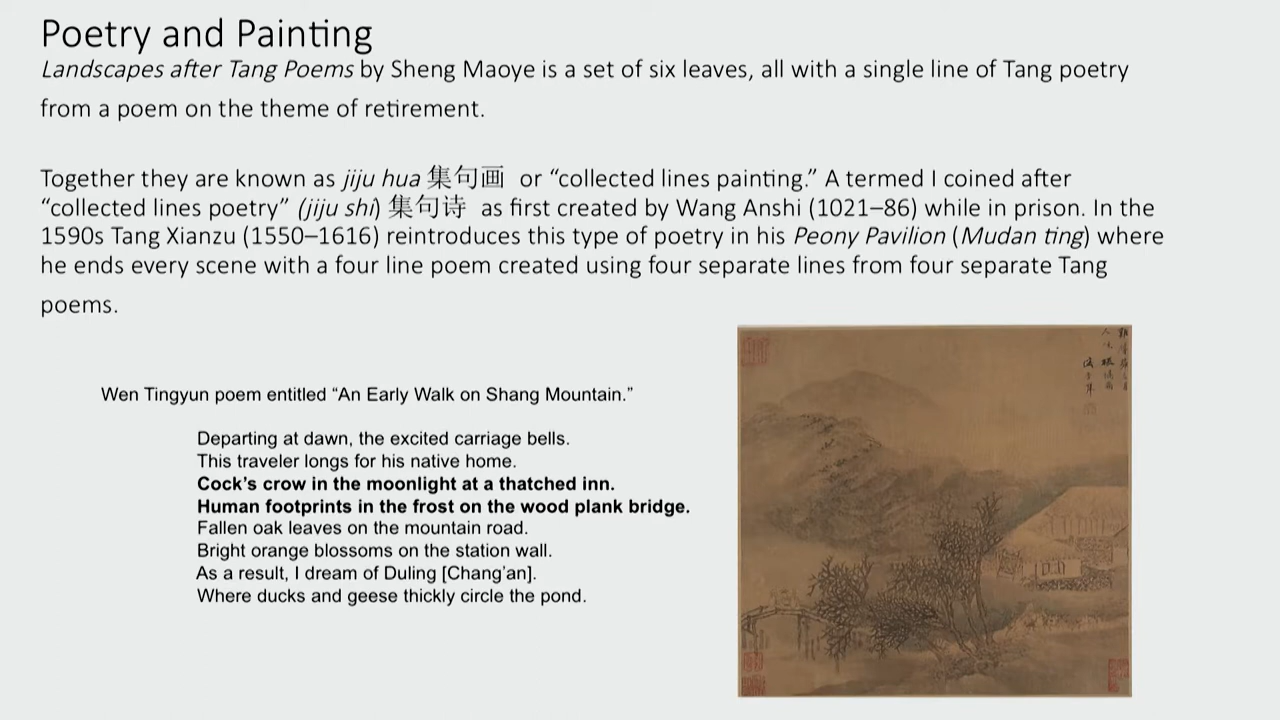 Poetry and Painting
Landscapes after Tang Poems by Sheng Maoye is a set of six leaves, all with a single line of Tang poetry
from a poem on the theme of retirement.
Together they are known as jiju hua 集句画 or “collected lines painting.” A termed I coined after
“collected lines poetry” (jiju shi) 集句诗 as first created by Wang Anshi (1021–86) while in prison. In the
1590s Tang Xianzu (1550–1616) reintroduces this type of poetry in his Peony Pavilion (Mudan ting) where
he ends every scene with a four line poem created using four separate lines from four separate Tang
poems.
Wen Tingyun poem entitled “An Early Walk on Shang Mountain.”
Departing at dawn, the excited carriage bells.
This traveler longs for his native home.
Cock’s crow in the moonlight at a thatched inn.
Human footprints in the frost on the wood plank bridge.
Fallen oak leaves on the mountain road.
Bright orange blossoms on the station wall.
As a result, I dream of Duling [Chang’an].
Where ducks and geese thickly circle the pond.